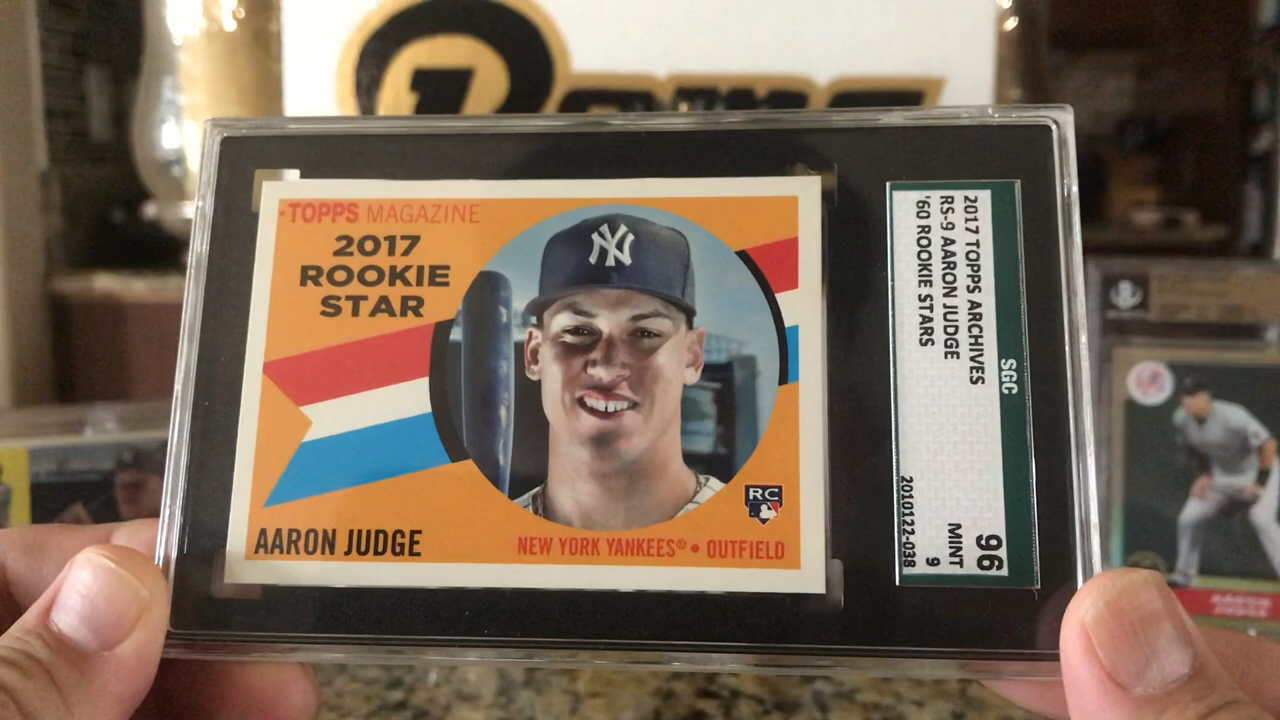 TOPPS MAGAZINE
2017
ROOKIE
STAR
NY
RC
AARON JUDGE
NEW YORK YANKEES® • OUTFIELD
SGC
2017 TOPPS ARCHIVES
RS-9 AARON JUDGE
'60 ROOKIE STARS
96
MINT
9
2010122-038